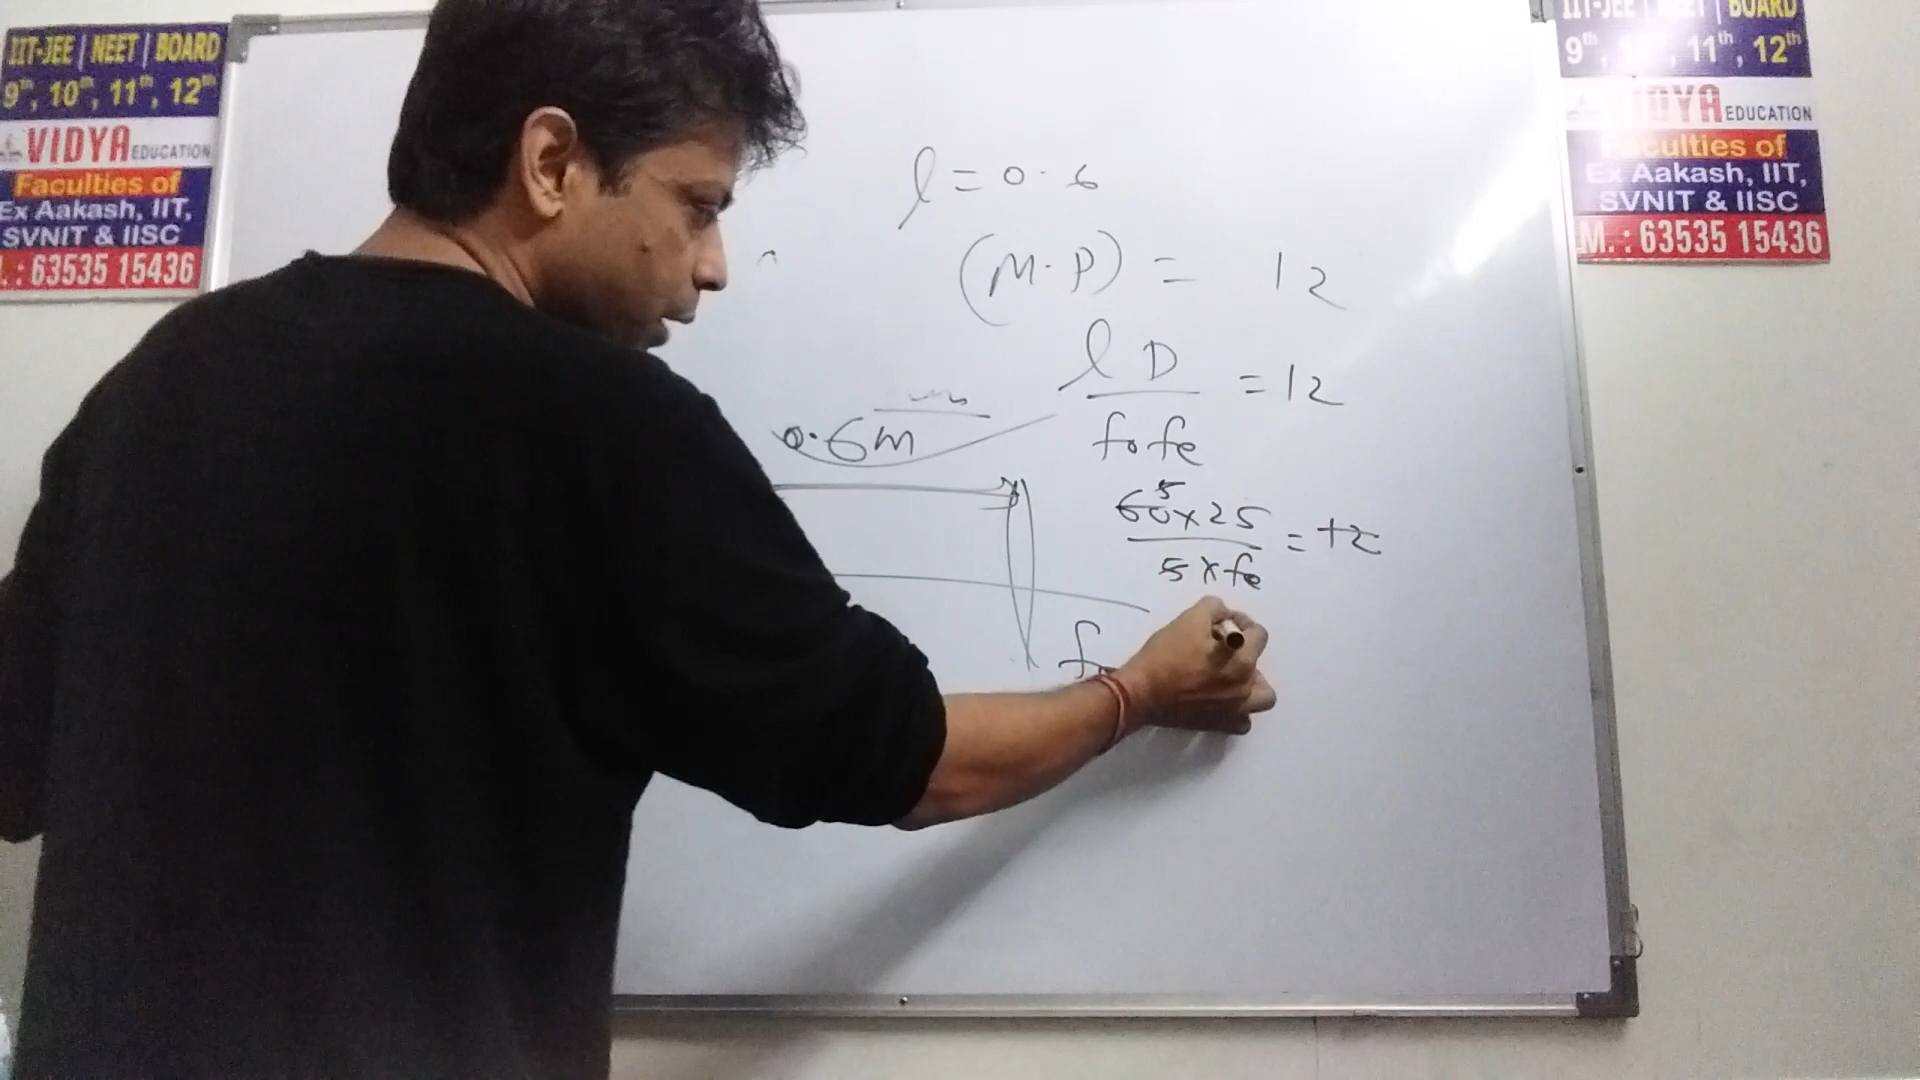 IIT-JEE | NEET | BOARD
9th, 10th, 11th, 12th
VIDYA EDUCATION
Faculties of
Ex Aakash, IIT,
SVNIT & IISC
.: 63535 15436
l = 0.6
(M.P) = 12
l D / fo fe = 12
0.6m
60 5 x 25 / 5 x fe = 12
f
IIT-JEE | NEET | BOARD
9th, 11th, 12th
VIDYA EDUCATION
Faculties of
Ex Aakash, IIT,
SVNIT & IISC
M. : 63535 15436